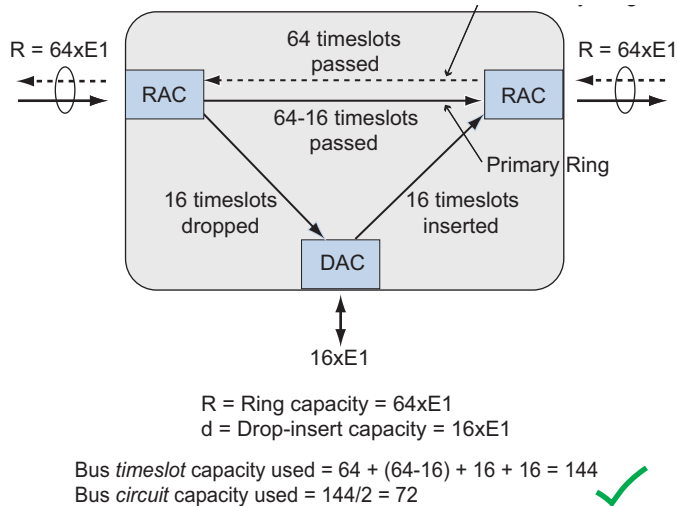 64 timeslots
passed
R = 64xE1
R = 64xE1
RAC
RAC
64-16 timeslots
passed
Primary Ring
16 timeslots
dropped
16 timeslots
inserted
DAC
16xE1
R = Ring capacity = 64xE1
d = Drop-insert capacity = 16xE1
Bus timeslot capacity used = 64 + (64-16) + 16 + 16 = 144
Bus circuit capacity used = 144/2 = 72